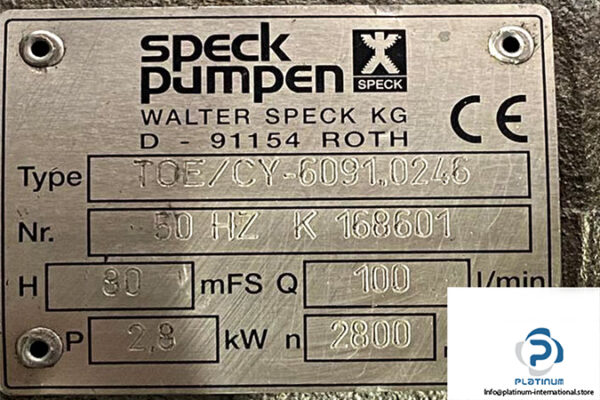 speck
pumpen SPECK
WALTER SPECK KG
D - 91154 ROTH CE
Type TOE/CY-6091.0246
Nr. 50 HZ K 168601
H 80 mFS Q 100 l/min
P 2,8 kW n 2800
PLATINUM
Info@platinum-international.store